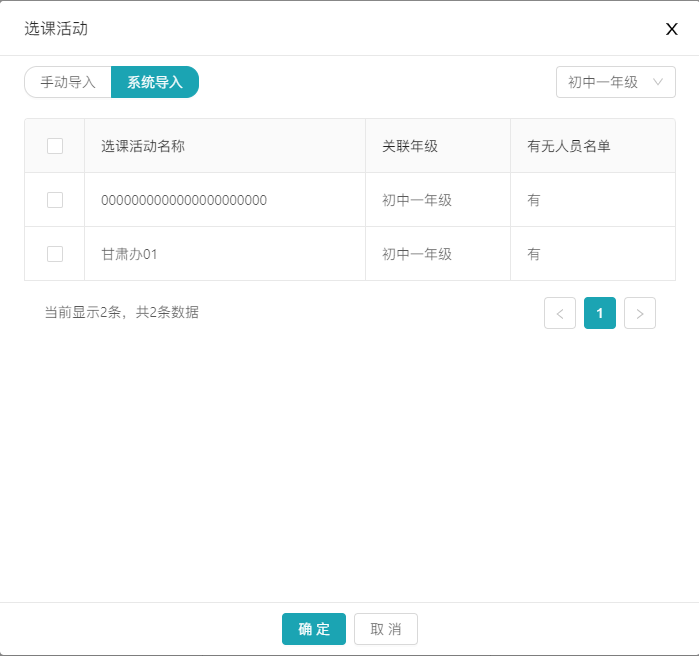 选课活动 X
手动导入 系统导入 初中一年级
选课活动名称 关联年级 有无人员名单
0000000000000000000000 初中一年级 有
甘肃办01 初中一年级 有
当前显示2条，共2条数据 < 1 >
确 定 取 消